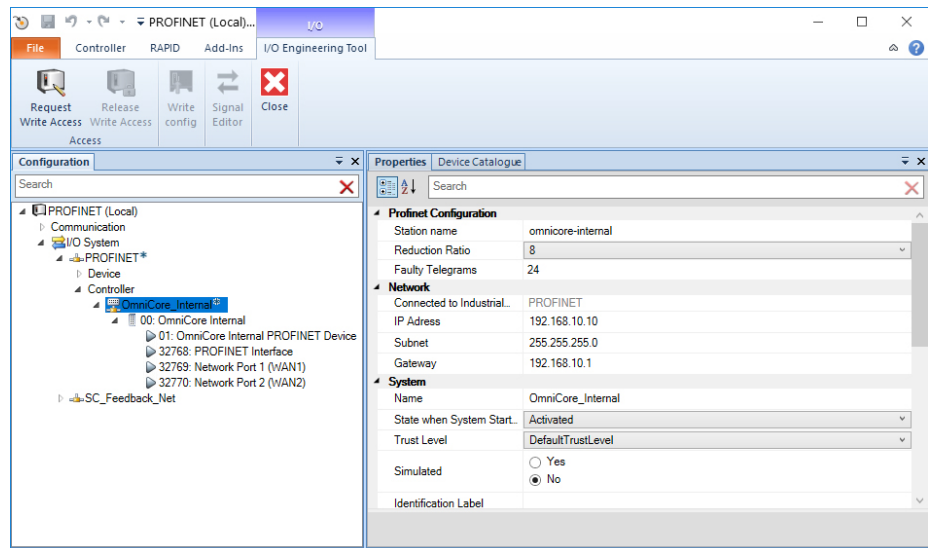 PROFINET (Local)...
I/O
File Controller RAPID Add-Ins I/O Engineering Tool
Request Write Access
Release Write Access
Write config
Signal Editor
Close
Access
Configuration
Search
PROFINET (Local)
Communication
I/O System
PROFINET*
Device
Controller
OmniCore_Internal
00: OmniCore Internal
01: OmniCore Internal PROFINET Device
32768: PROFINET Interface
32769: Network Port 1 (WAN1)
32770: Network Port 2 (WAN2)
SC_Feedback_Net
Properties Device Catalogue
A Z Search
Profinet Configuration
Station name omnicore-internal
Reduction Ratio 8
Faulty Telegrams 24
Network
Connected to Industrial... PROFINET
IP Adress 192.168.10.10
Subnet 255.255.255.0
Gateway 192.168.10.1
System
Name OmniCore_Internal
State when System Start... Activated
Trust Level DefaultTrustLevel
Simulated
Yes
No
Identification Label